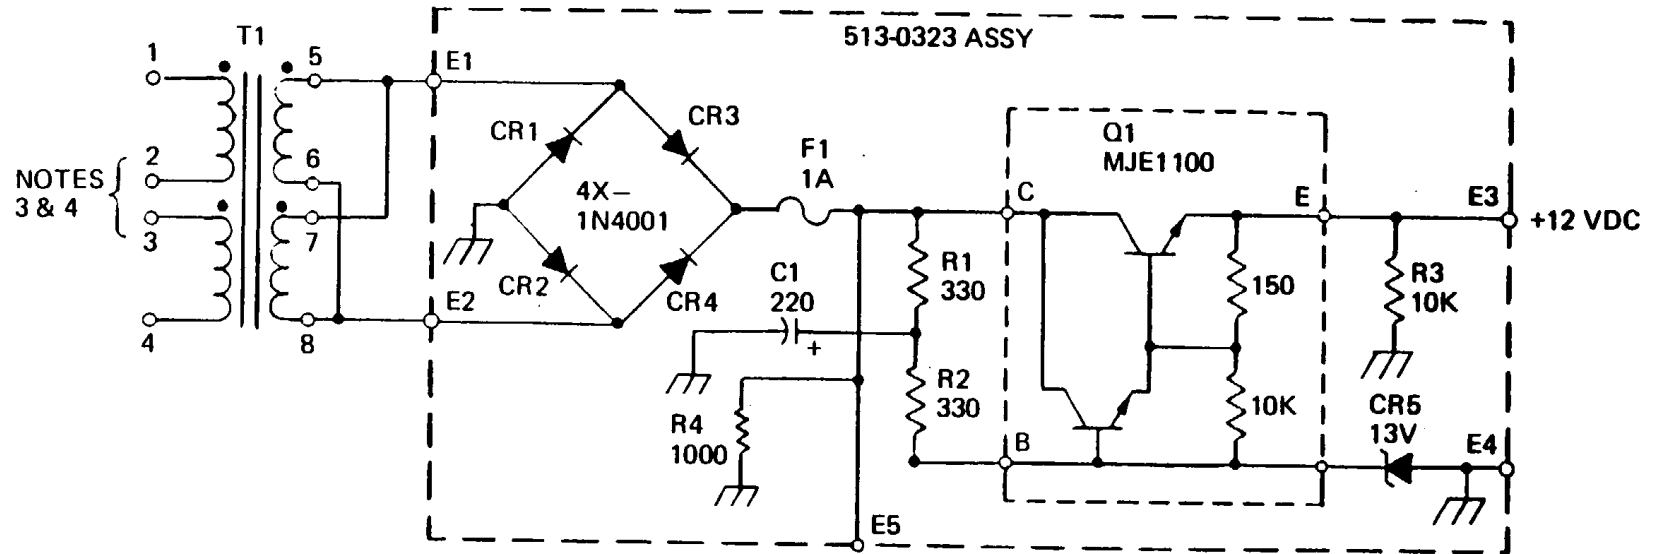 513-0323 ASSY
T1
1
2
3
4
NOTES
3 & 4
5
6
7
8
E1
E2
CR1
CR2
CR3
CR4
4X–
1N4001
F1
1A
C1
220
+
R1
330
R2
330
R4
1000
E5
Q1
MJE1100
C
B
E
150
10K
R3
10K
CR5
13V
E3
+12 VDC
E4